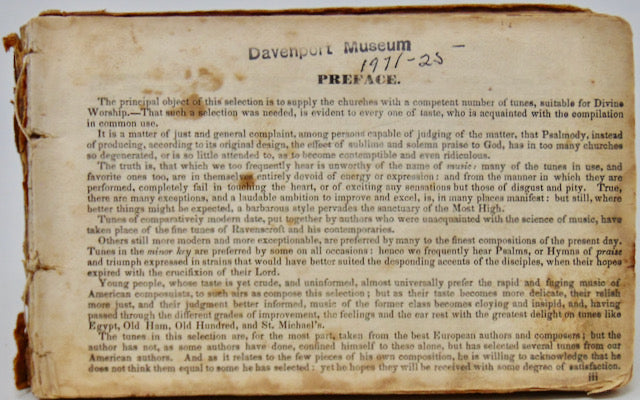 Davenport Museum
1971-25
PREFACE.
The principal object of this selection is to supply the churches with a competent number of tunes, suitable for Divine
Worship.—That such a selection was needed, is evident to every one of taste, who is acquainted with the compilation
in common use.
It is a matter of just and general complaint, among persons capable of judging of the matter, that Psalmody, instead
of producing, according to its original design, the effect of sublime and solemn praise to God, has in too many churches
so degenerated, or is so little attended to, as to become contemptible and even ridiculous.
The truth is, that which we too frequently hear is unworthy of the name of music: many of the tunes in use, and
favorite ones too, are in themselves entirely devoid of energy or expression: and from the manner in which they are
performed, completely fail in touching the heart, or of exciting any sensations but those of disgust and pity. True,
there are many exceptions, and a laudable ambition to improve and excel, is, in many places manifest: but still, where
better things might be expected, a barbarous style pervades the sanctuary of the Most High.
Tunes of comparatively modern date, put together by authors who were unacquainted with the science of music, have
taken place of the fine tunes of Ravenscroft and his contemporaries.
Others still more modern and more exceptionable, are preferred by many to the finest compositions of the present day.
Tunes in the minor key are preferred by some on all occasions: hence we frequently hear Psalms, or Hymns of praise
and triumph expressed in strains that would have better suited the desponding accents of the disciples, when their hopes
expired with the crucifixion of their Lord.
Young people, whose taste is yet crude, and uninformed, almost universally prefer the rapid and fuging music of
American composuists, to such airs as compose this selection; but as their taste becomes more delicate, their relish
more just, and their judgment better informed, music of the former class becomes cloying and insipid, and, having
passed through the different grades of improvement, the feelings and the ear rest with the greatest delight on tunes like
Egypt, Old Ham, Old Hundred, and St. Michael's.
The tunes in this selection are, for the most part, taken from the best European authors and composers; but the
author has not, as some authors have done, confined himself to these alone, but has selected several tunes from our
American authors. And as it relates to the few pieces of his own composition, he is willing to acknowledge that he
does not think them equal to some he has selected: yet he hopes they will be received with some degree of satisfaction.
iii